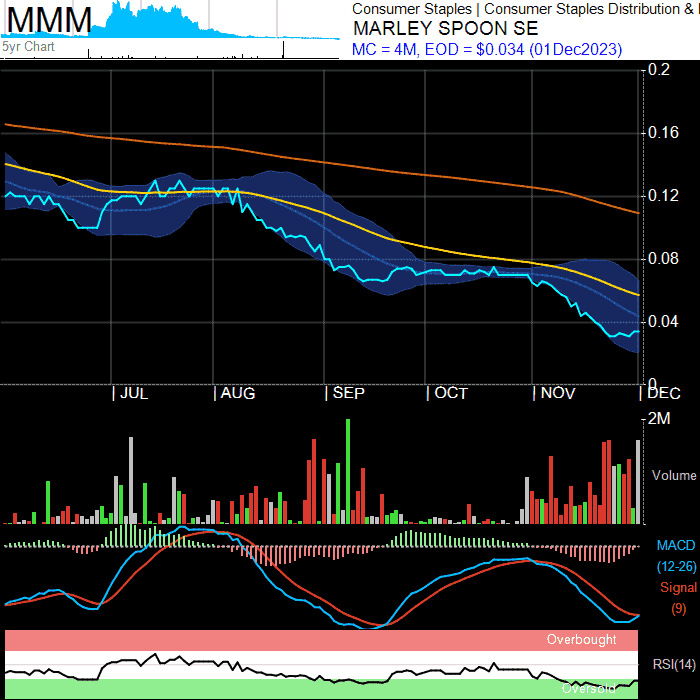 MMM
5yr Chart
Consumer Staples | Consumer Staples Distribution &
MARLEY SPOON SE
MC = 4M, EOD = $0.034 (01Dec2023)
0.2
0.16
0.12
0.08
0.04
0
JUL
AUG
SEP
OCT
NOV
DEC
2M
Volume
MACD
(12-26)
Signal
(9)
Overbought
RSI(14)
Oversold